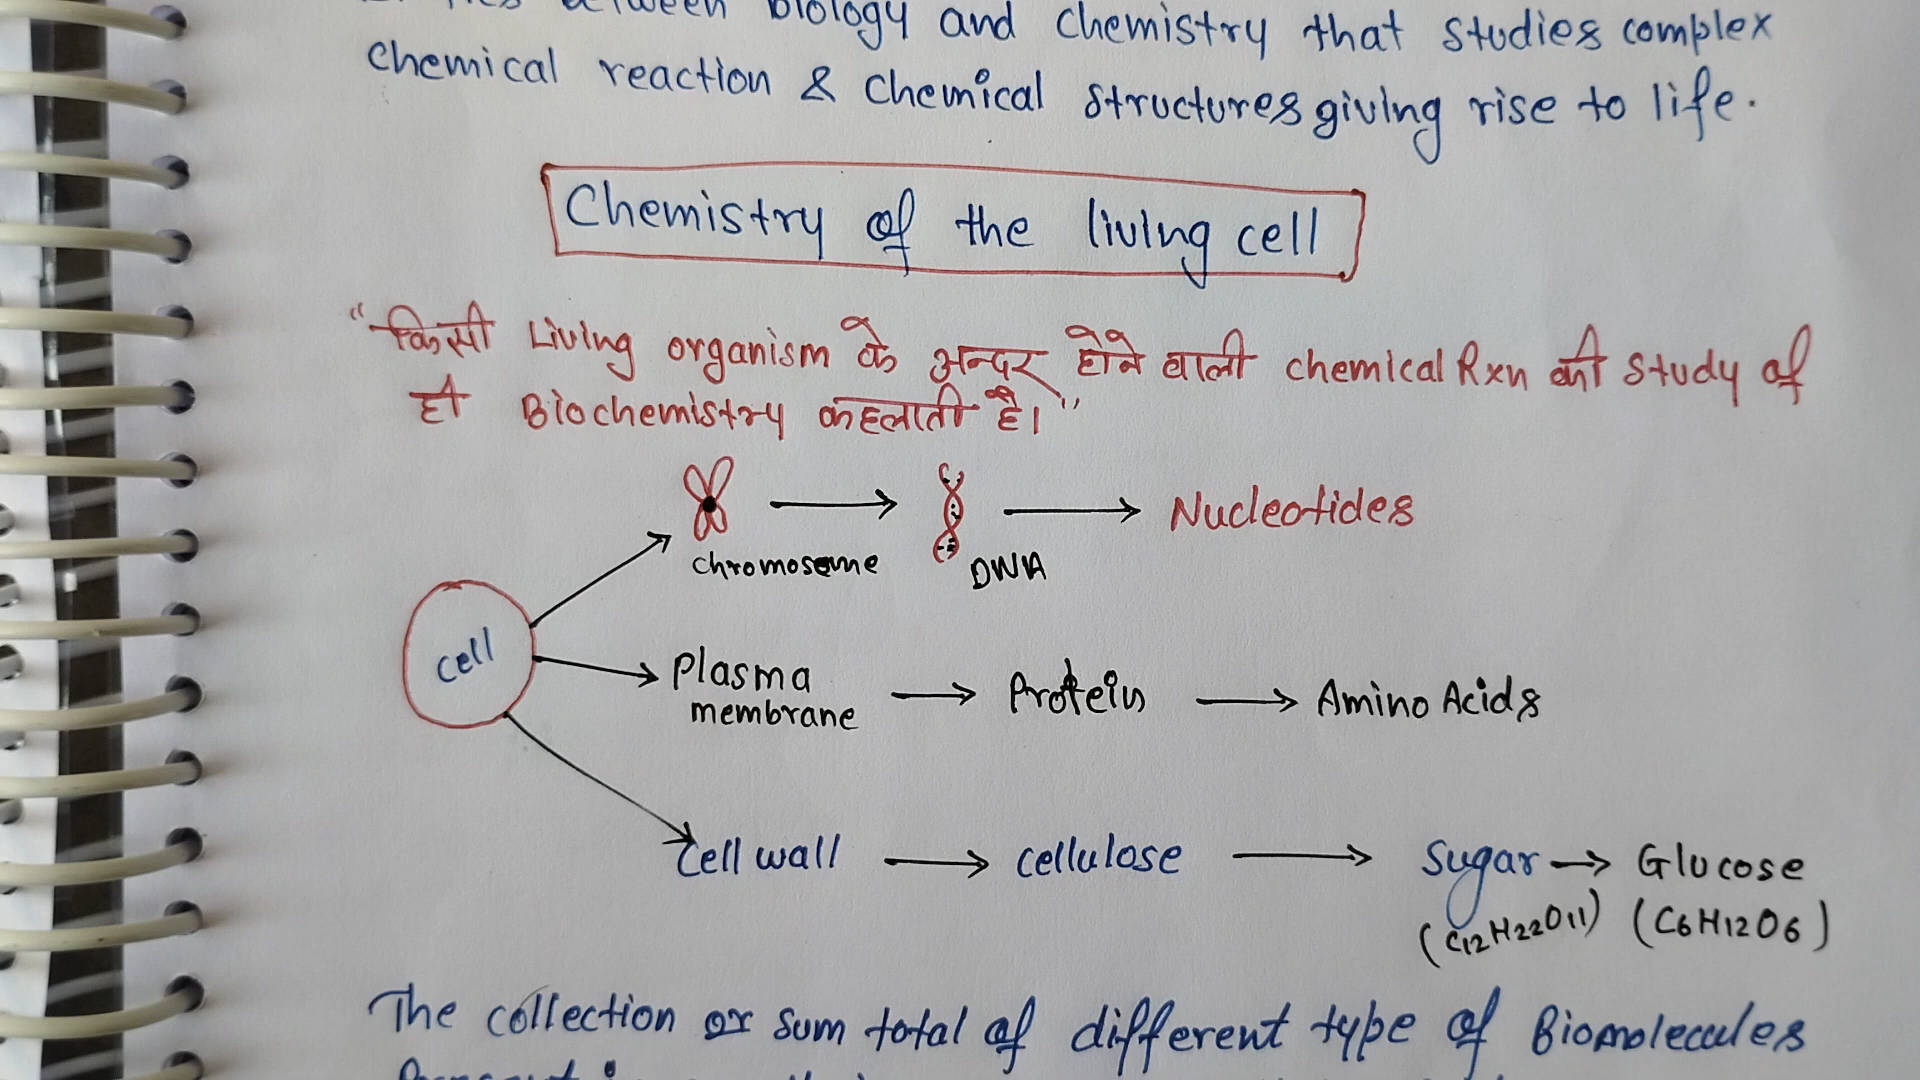 between biology and chemistry that studies complex
chemical reaction & chemical structures giving rise to life.
Chemistry of the living cell
"किसी Living organism के अन्दर होने वाली chemical Rxn की study of
ही Biochemistry कहलाती है।"
chromosome
DNA
Nucleotides
cell
Plasma
membrane
Protein
Amino Acids
Cell wall
cellulose
Sugar
Glucose
(C12H22O11)
(C6H12O6)
The collection or sum total of different type of Biomolecules